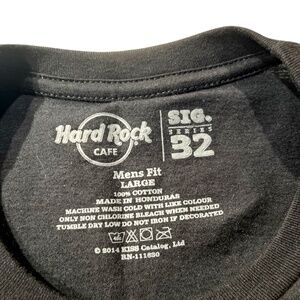 Hard Rock
CAFE
SIG.
SERIES
32
Mens Fit
LARGE
100% COTTON
MADE IN HONDURAS
MACHINE WASH COLD WITH LIKE COLOUR
ONLY NON CHLORINE BLEACH WHEN NEEDED
TUMBLE DRY LOW DO NOT IRON IF DECORATED
© 2014 KISS Catalog, Ltd
RN-111620